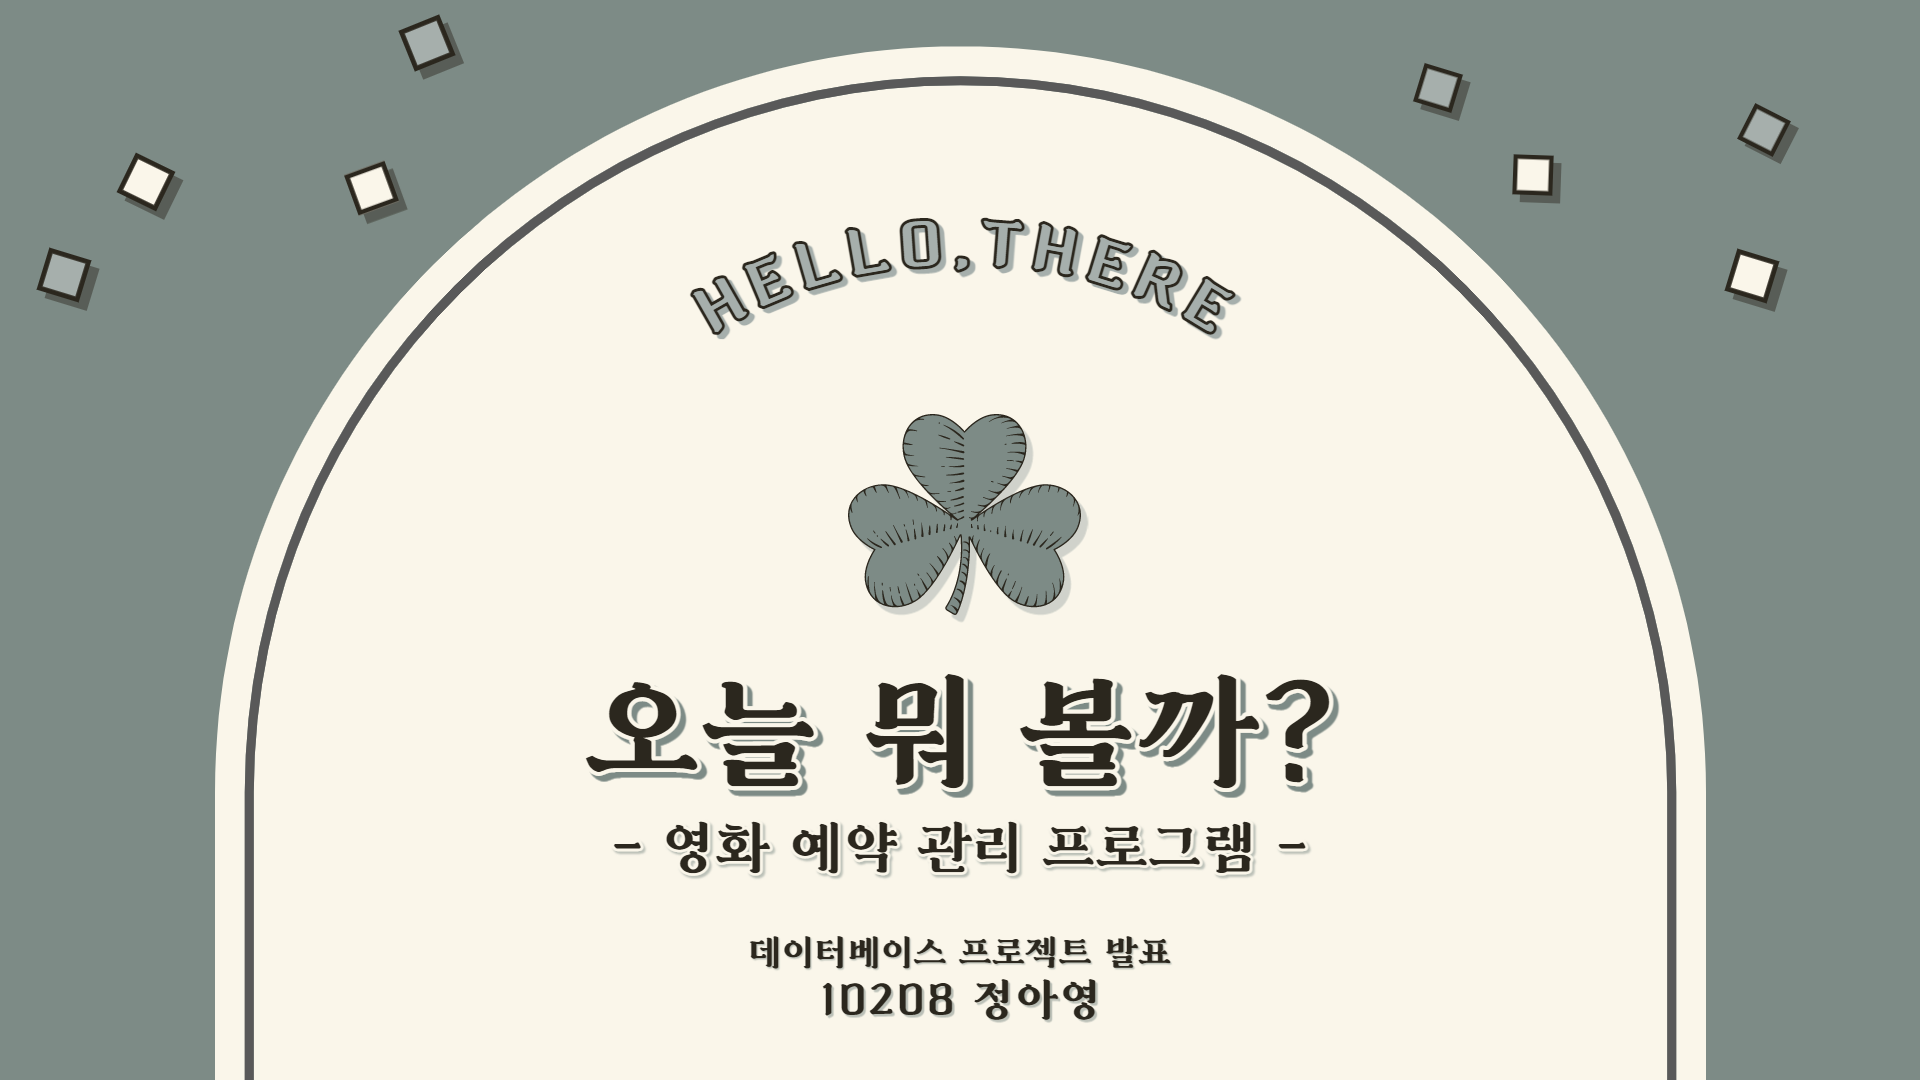 HELLO,THERE
오늘 뭐 볼까?
- 영화 예약 관리 프로그램 -
데이터베이스 프로젝트 발표
10208 정아영